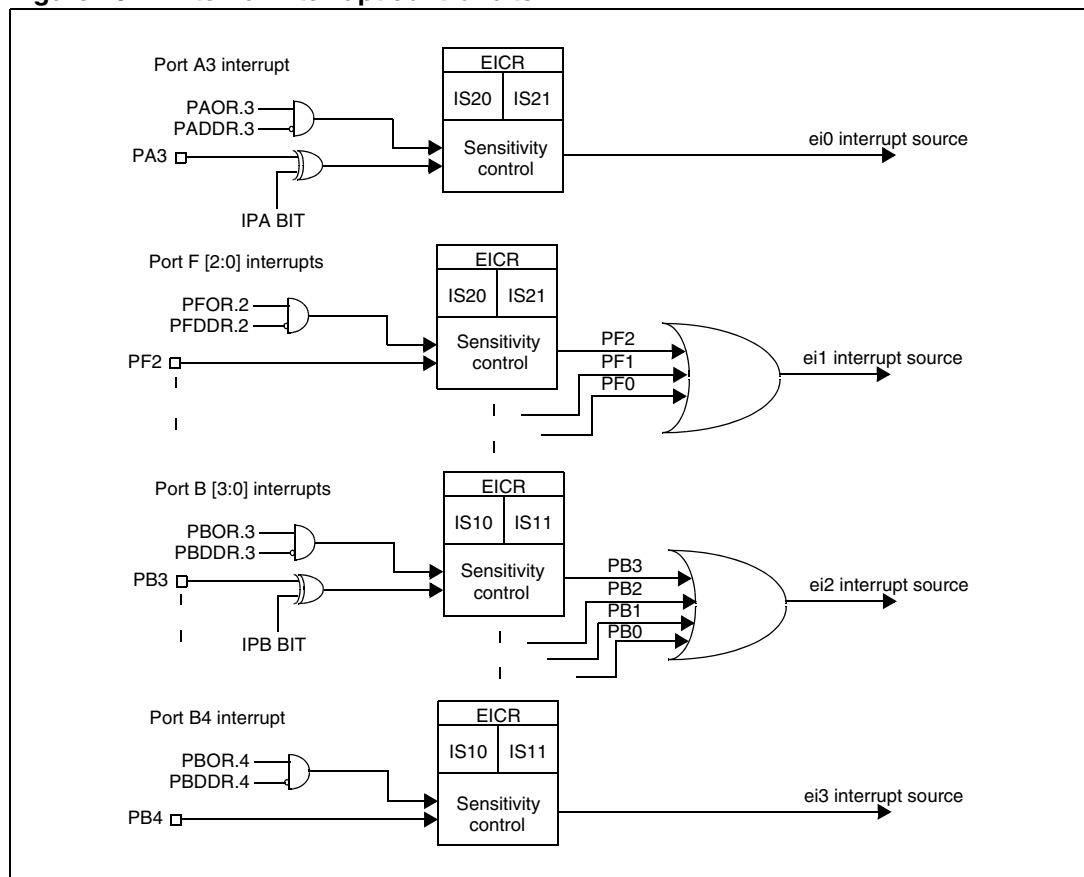 Port A3 interrupt
EICR
IS20 IS21
PAOR.3
PADDR.3
Sensitivity
control
PA3
IPA BIT
ei0 interrupt source
Port F [2:0] interrupts
EICR
IS20 IS21
PFOR.2
PFDDR.2
Sensitivity
control
PF2
PF2
PF1
PF0
ei1 interrupt source
Port B [3:0] interrupts
EICR
IS10 IS11
PBOR.3
PBDDR.3
Sensitivity
control
PB3
IPB BIT
PB3
PB2
PB1
PB0
ei2 interrupt source
Port B4 interrupt
EICR
IS10 IS11
PBOR.4
PBDDR.4
Sensitivity
control
PB4
ei3 interrupt source